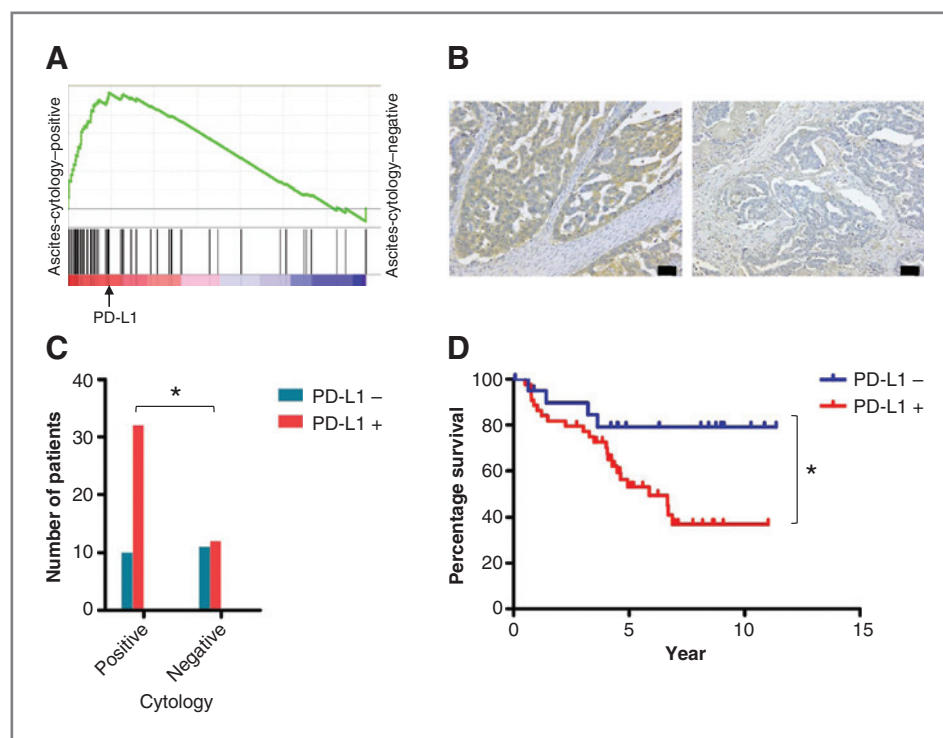 A
Ascites-cytology–positive
Ascites-cytology–negative
PD-L1
B
C
Number of patients
40
30
20
10
0
*
PD-L1 –
PD-L1 +
Positive
Negative
Cytology
D
Percentage survival
100
80
60
40
20
0
PD-L1 –
PD-L1 +
*
0
5
10
15
Year